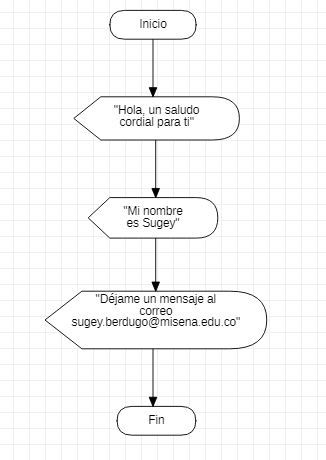 Inicio
"Hola, un saludo
cordial para ti"
"Mi nombre
es Sugey"
"Déjame un mensaje al
correo
sugey.berdugo@misena.edu.co"
Fin